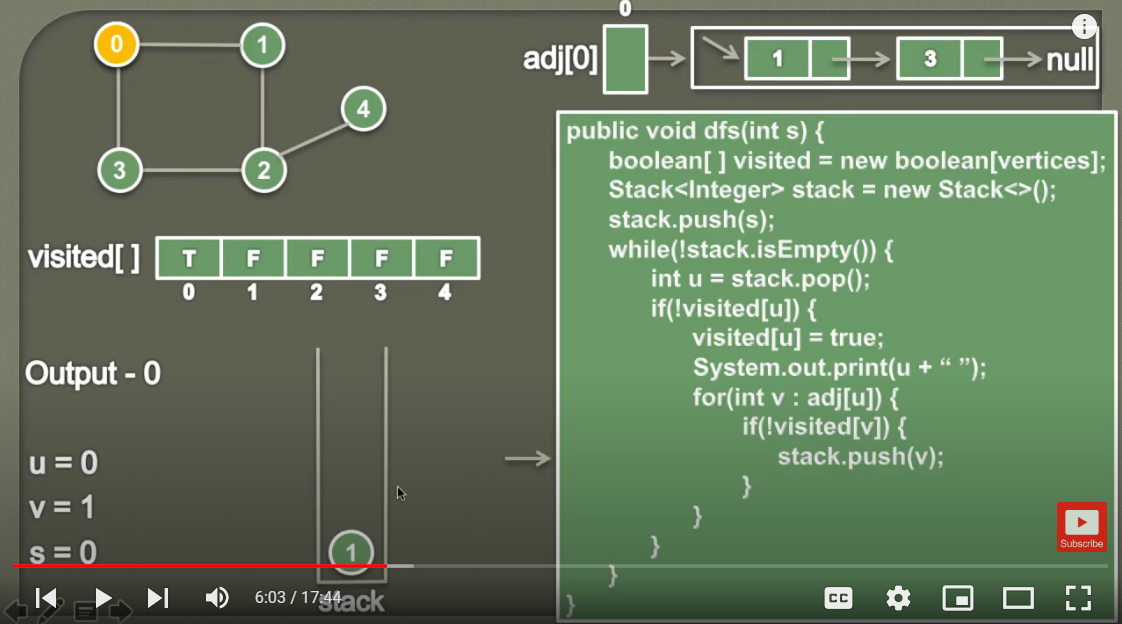 0
0 1
adj[0] 1 3 null
4
3 2
public void dfs(int s) {
boolean[ ] visited = new boolean[vertices];
Stack<Integer> stack = new Stack<>();
stack.push(s);
while(!stack.isEmpty()) {
int u = stack.pop();
if(!visited[u]) {
visited[u] = true;
System.out.print(u + “ ”);
for(int v : adj[u]) {
if(!visited[v]) {
stack.push(v);
}
}
}
}
}
visited[ ] T F F F F
0 1 2 3 4
Output - 0
u = 0
v = 1
s = 0
1
stack
Subscribe
6:03 / 17:44
CC